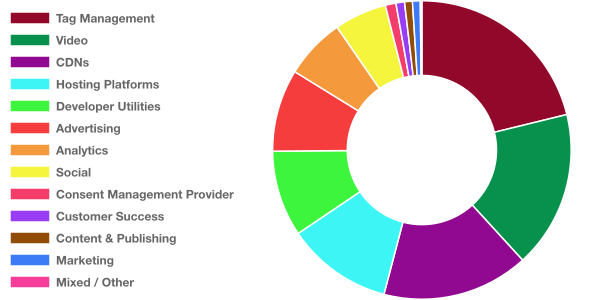 Tag Management
Video
CDNs
Hosting Platforms
Developer Utilities
Advertising
Analytics
Social
Consent Management Provider
Customer Success
Content & Publishing
Marketing
Mixed / Other